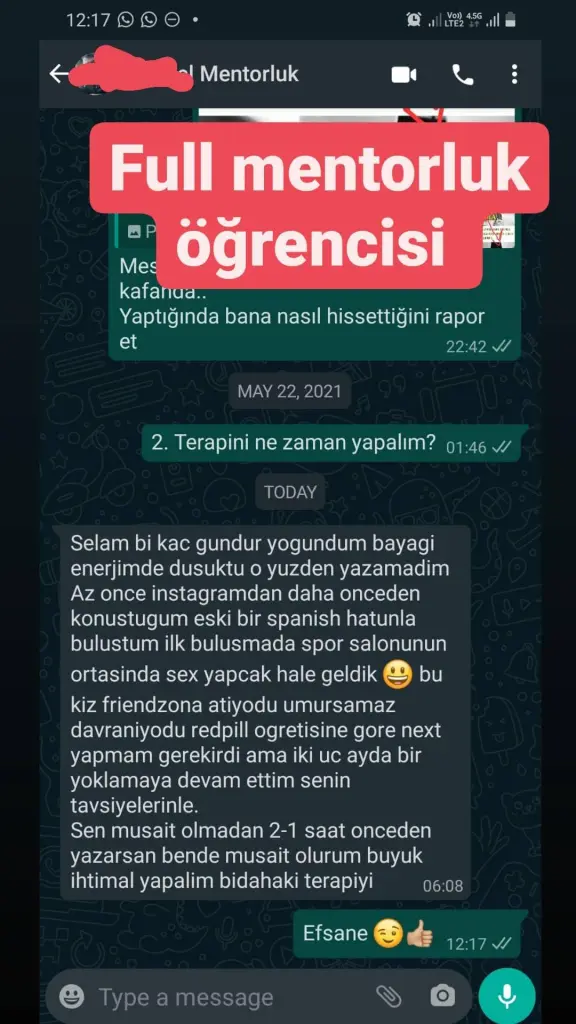 12:17
Vo)) 4.5G
LTE2
Mentorluk
Full mentorluk
öğrencisi
P
Mes
kafanda..
Yaptığında bana nasıl hissettiğini rapor
et
22:42
MAY 22, 2021
2. Terapini ne zaman yapalım? 01:46
TODAY
Selam bi kac gundur yogundum bayagi
enerjimde dusuktu o yuzden yazamadim
Az once instagramdan daha onceden
konustugum eski bir spanish hatunla
bulustum ilk bulusmada spor salonunun
ortasinda sex yapcak hale geldik 😃 bu
kiz friendzona atiyodu umursamaz
davraniyodu redpill ogretisine gore next
yapmam gerekirdi ama iki uc ayda bir
yoklamaya devam ettim senin
tavsiyelerinle.
Sen musait olmadan 2-1 saat onceden
yazarsan bende musait olurum buyuk
ihtimal yapalim bidahaki terapiyi
06:08
Efsane 😉👍🏼 12:17
Type a message